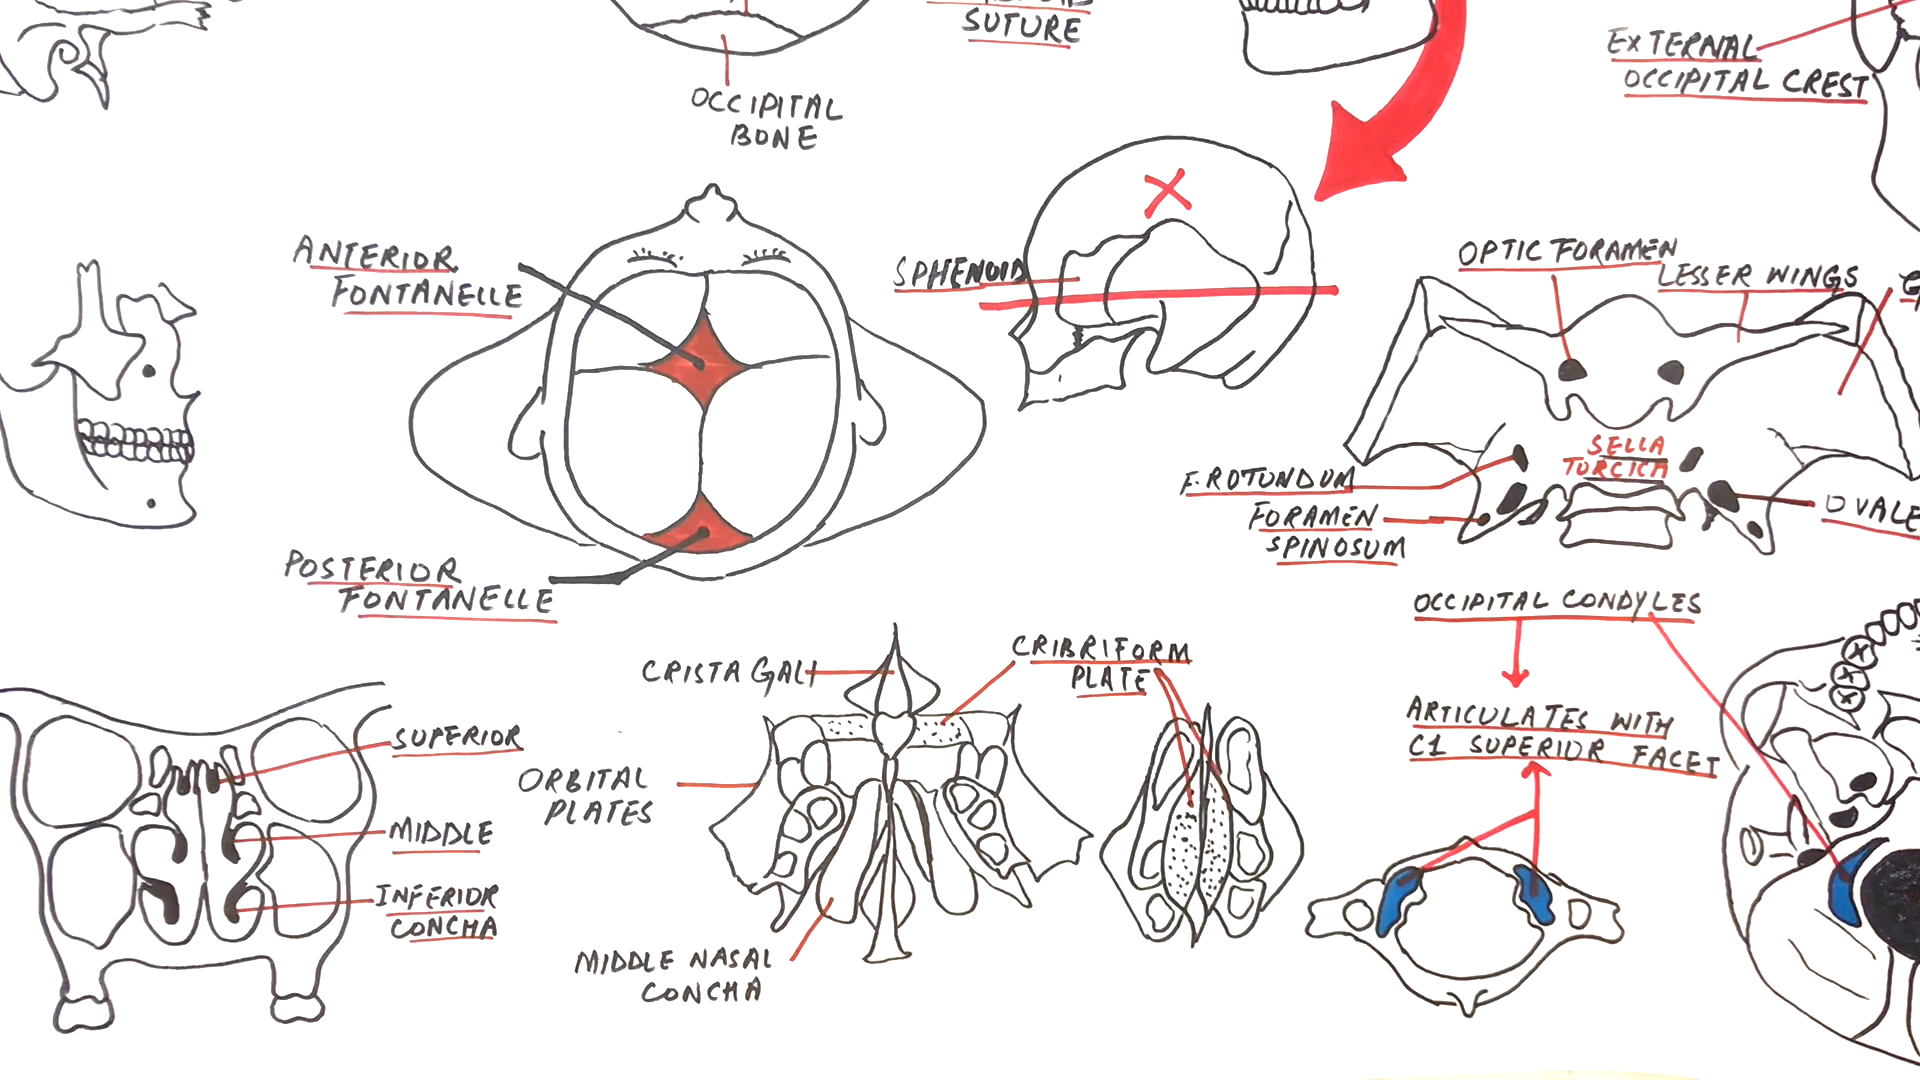 SUTURE
OCCIPITAL
BONE
EXTERNAL
OCCIPITAL CREST
ANTERIOR
FONTANELLE
SPHENOID
OPTIC FORAMEN
LESSER WINGS
SELLA
TURCICA
F. ROTUNDUM
FORAMEN
SPINOSUM
OVALE
POSTERIOR
FONTANELLE
OCCIPITAL CONDYLES
ARTICULATES WITH
C1 SUPERIOR FACET
CRISTA GALI
CRIBRIFORM
PLATE
ORBITAL
PLATES
MIDDLE NASAL
CONCHA
SUPERIOR
MIDDLE
INFERIOR
CONCHA